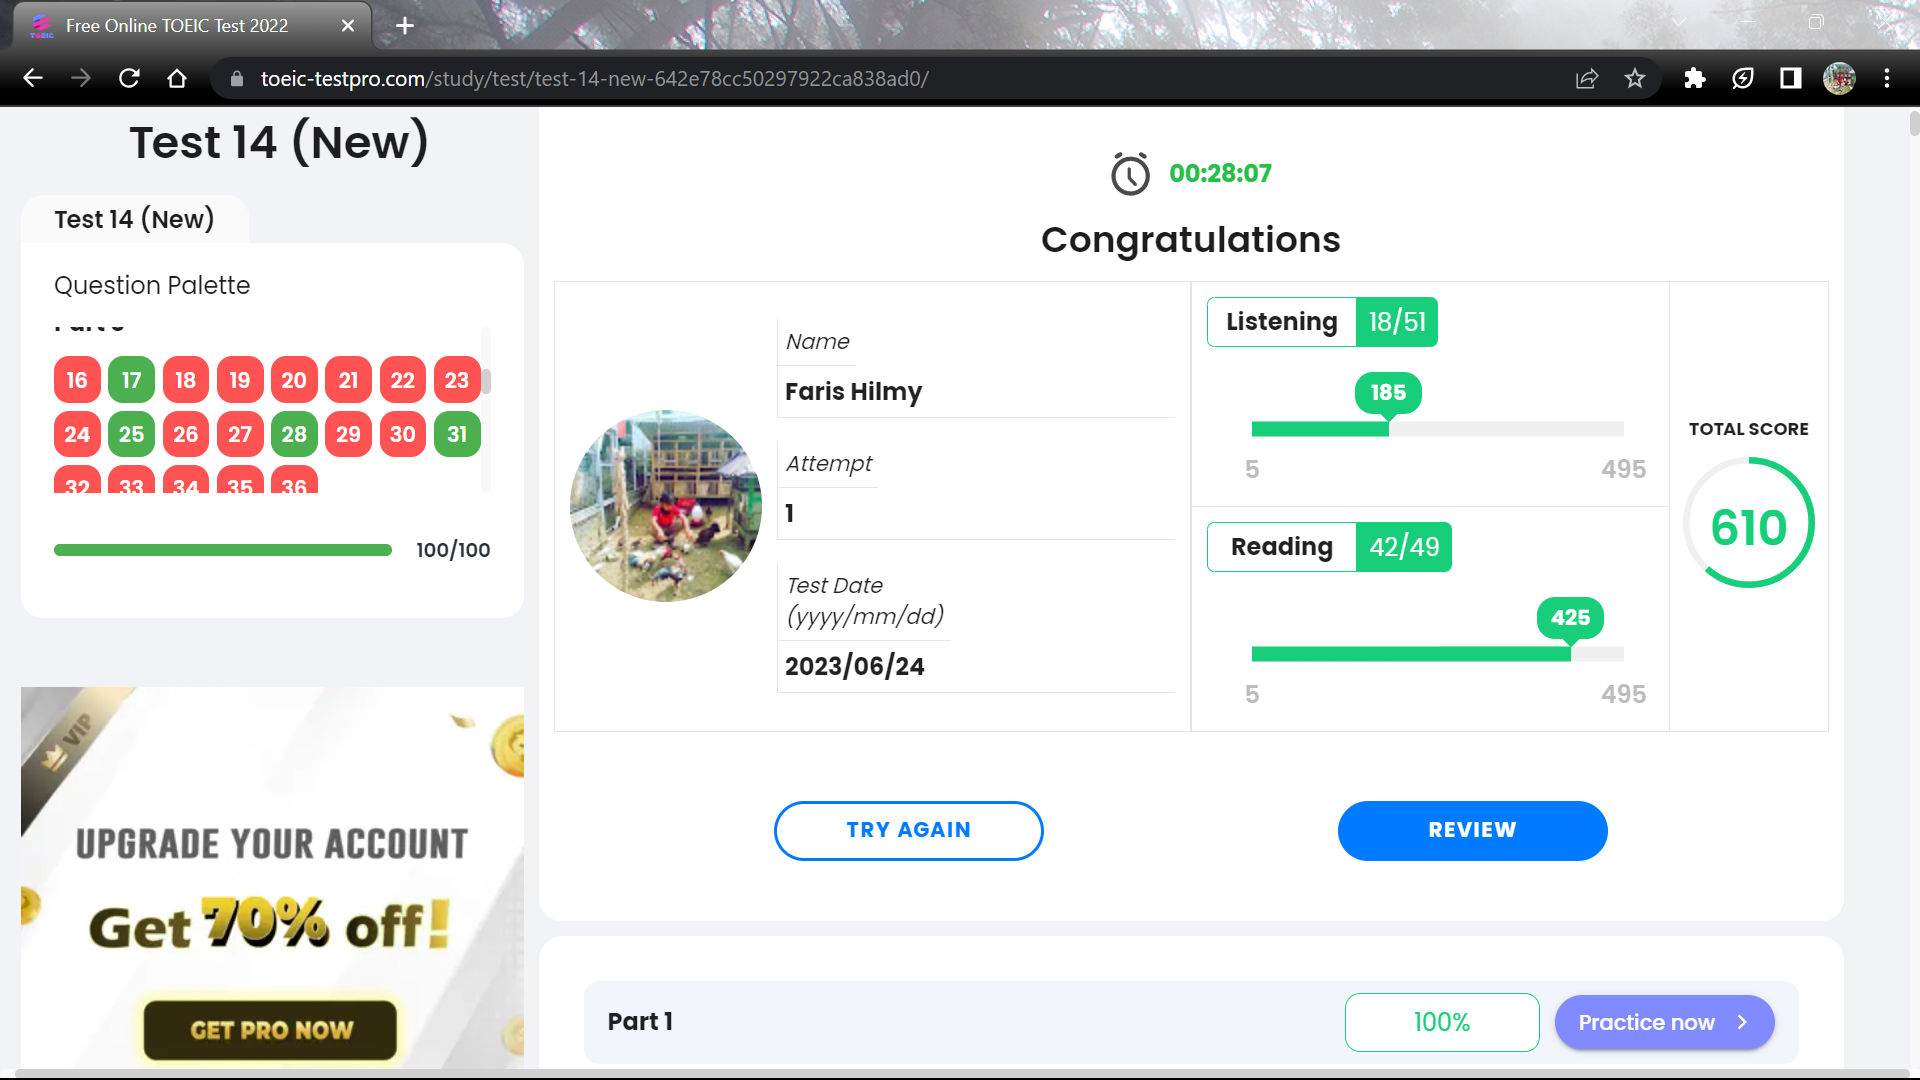 Free Online TOEIC Test 2022
toeic-testpro.com/study/test/test-14-new-642e78cc50297922ca838ad0/
Test 14 (New)
Test 14 (New)
Question Palette
16 17 18 19 20 21 22 23
24 25 26 27 28 29 30 31
32 33 34 35 36
100/100
VIP
UPGRADE YOUR ACCOUNT
Get 70% off!
GET PRO NOW
00:28:07
Congratulations
Name
Faris Hilmy
Attempt
1
Test Date
(yyyy/mm/dd)
2023/06/24
Listening 18/51
185
5 495
Reading 42/49
425
5 495
TOTAL SCORE
610
TRY AGAIN
REVIEW
Part 1
100%
Practice now